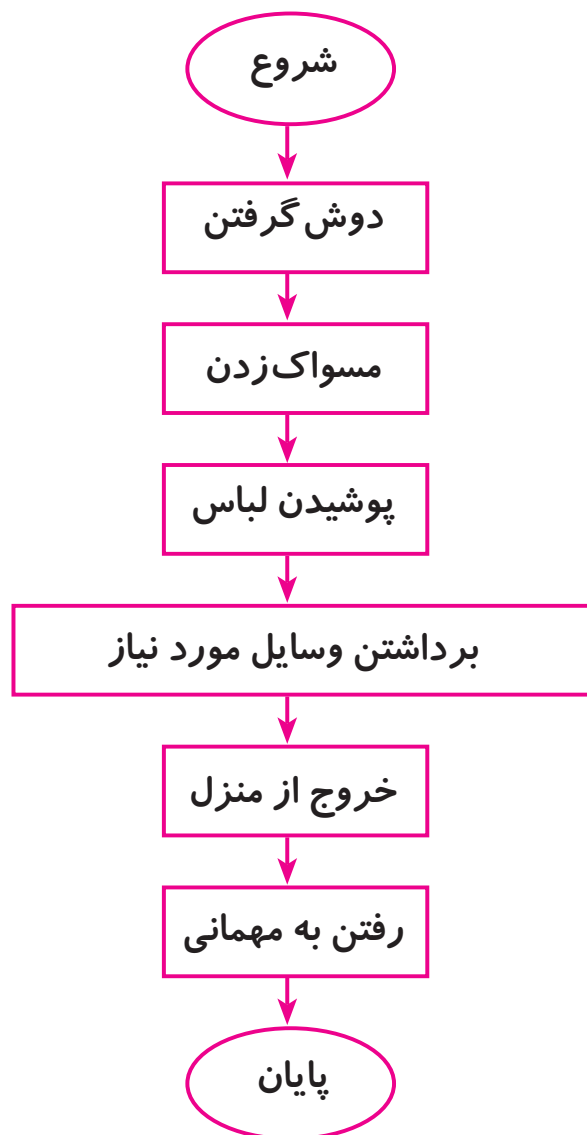 شروع
دوش گرفتن
مسواک زدن
پوشیدن لباس
برداشتن وسایل مورد نیاز
خروج از منزل
رفتن به مهمانی
پایان